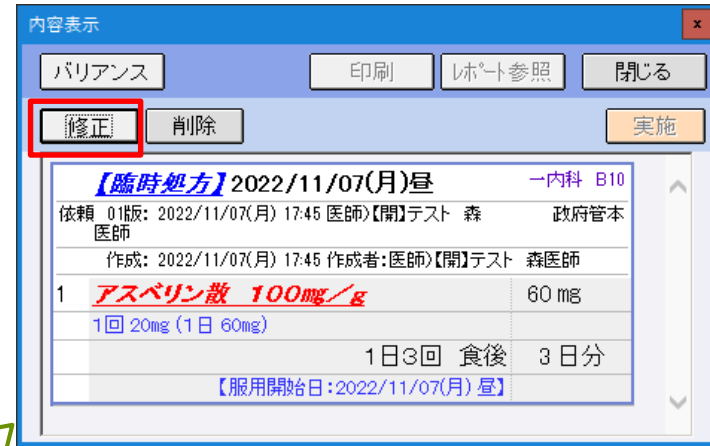 内容表示 x
バリアンス 印刷 ﾚﾎﾟｰﾄ参照 閉じる
修正 削除 実施
【臨時処方】2022/11/07(月)昼 一内科 B10
依頼 01版: 2022/11/07(月) 17:45 医師)【開】テスト 森 政府管本
医師
作成: 2022/11/07(月) 17:45 作成者:医師)【開】テスト 森医師
1 アスベリン散 100mg/g 60 mg
1回 20mg (1日 60mg)
1日3回 食後 3日分
【服用開始日:2022/11/07(月) 昼】